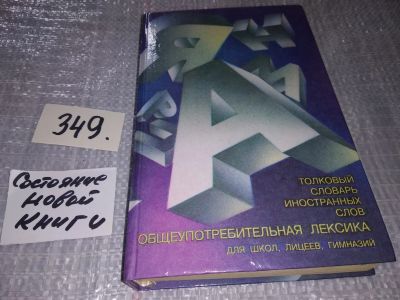 349.
Состояние
новой
книги
ТОЛКОВЫЙ
СЛОВАРЬ
ИНОСТРАННЫХ
СЛОВ
ОБЩЕУПОТРЕБИТЕЛЬНАЯ ЛЕКСИКА
ДЛЯ ШКОЛ, ЛИЦЕЕВ, ГИМНАЗИЙ